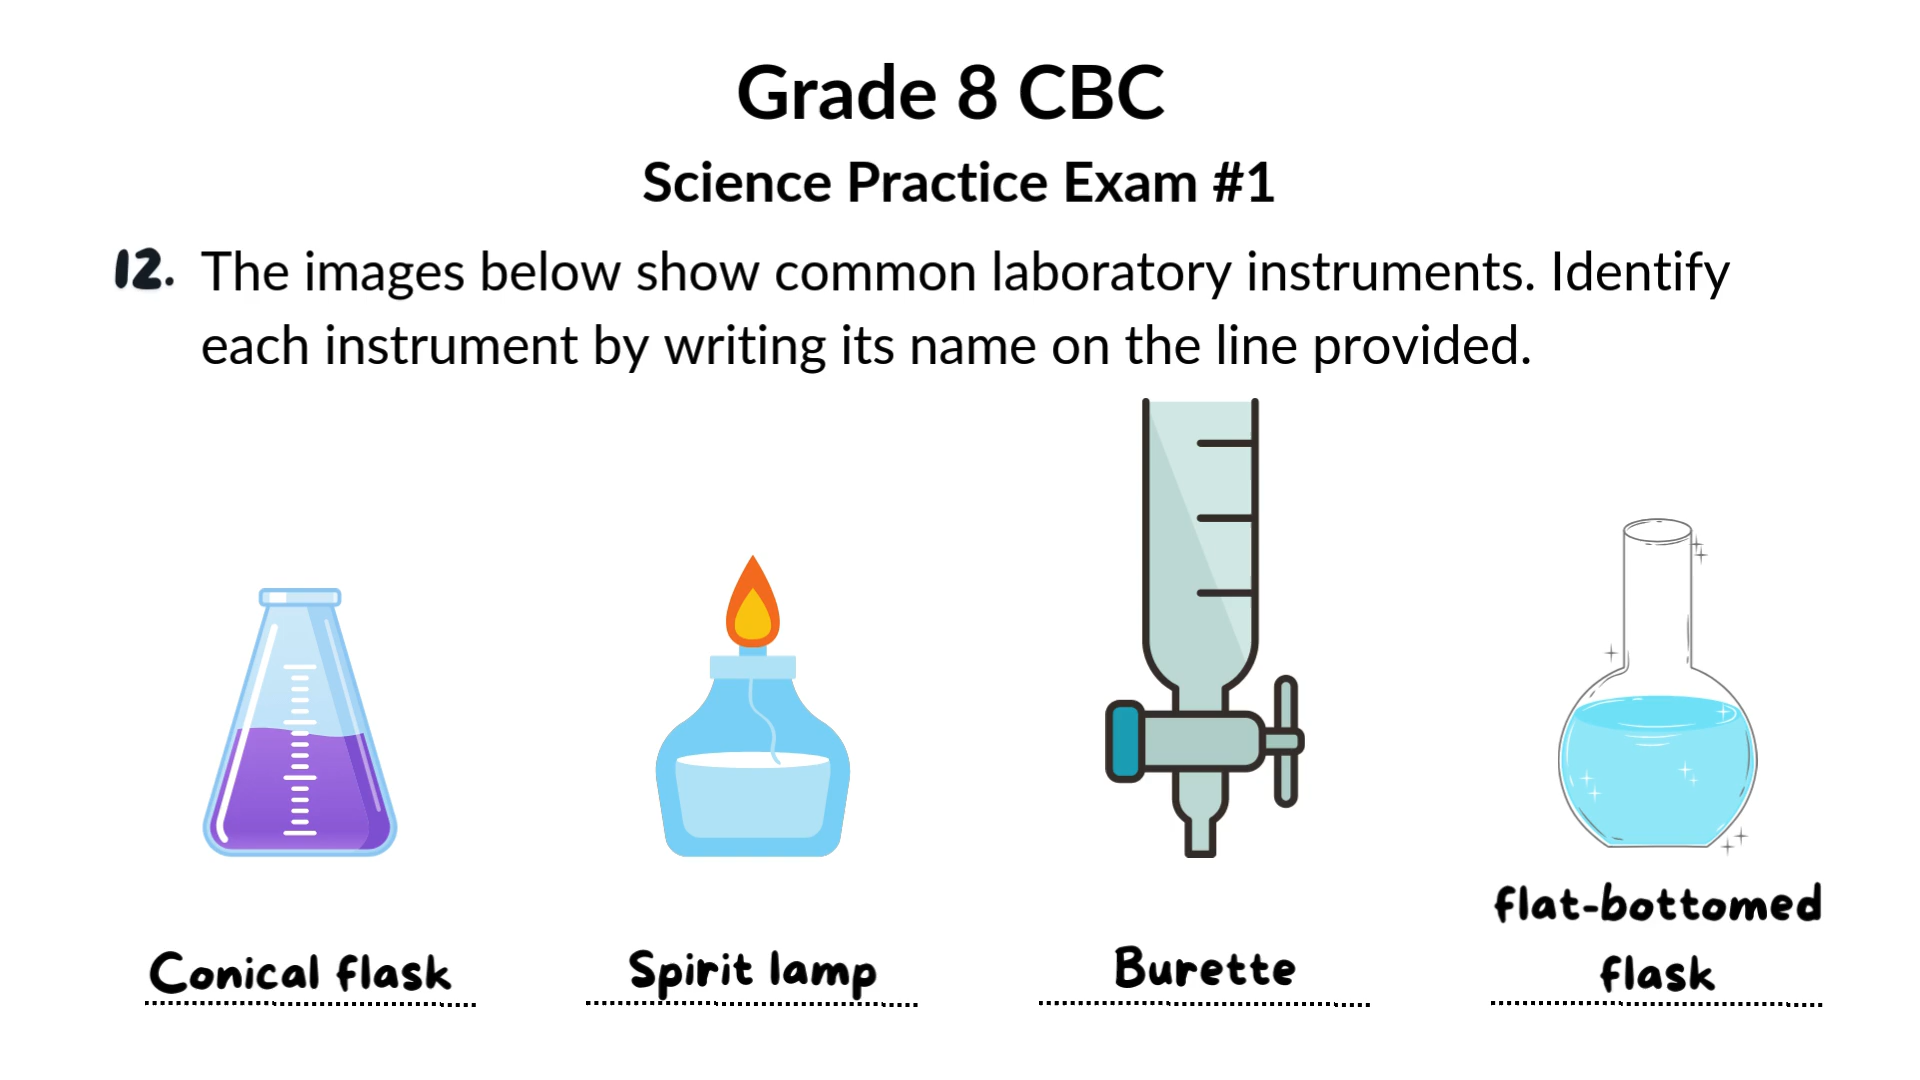 Grade 8 CBC
Science Practice Exam #1
12. The images below show common laboratory instruments. Identify
each instrument by writing its name on the line provided.
Conical flask
Spirit lamp
Burette
flat-bottomed
flask